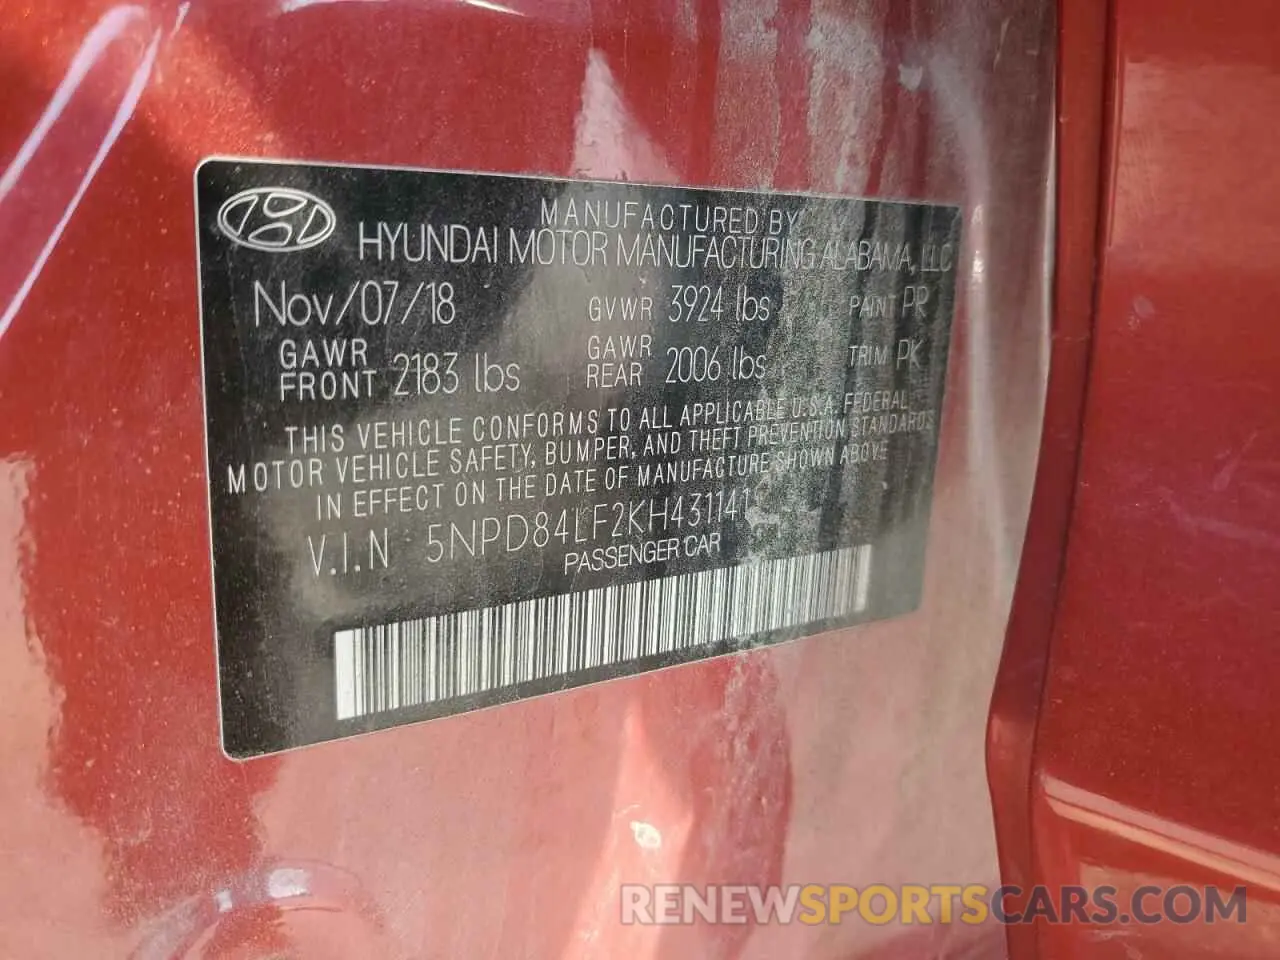 MANUFACTURED BY
HYUNDAI MOTOR MANUFACTURING ALABAMA, LLC
Nov/07/18 GVWR 3924 lbs PAINT PR
GAWR FRONT 2183 lbs GAWR REAR 2006 lbs TRIM PK
THIS VEHICLE CONFORMS TO ALL APPLICABLE U.S.A. FEDERAL
MOTOR VEHICLE SAFETY, BUMPER, AND THEFT PREVENTION STANDARDS
IN EFFECT ON THE DATE OF MANUFACTURE SHOWN ABOVE
V.I.N 5NPD84LF2KH431141
PASSENGER CAR
RENEWSPORTSCARS.COM